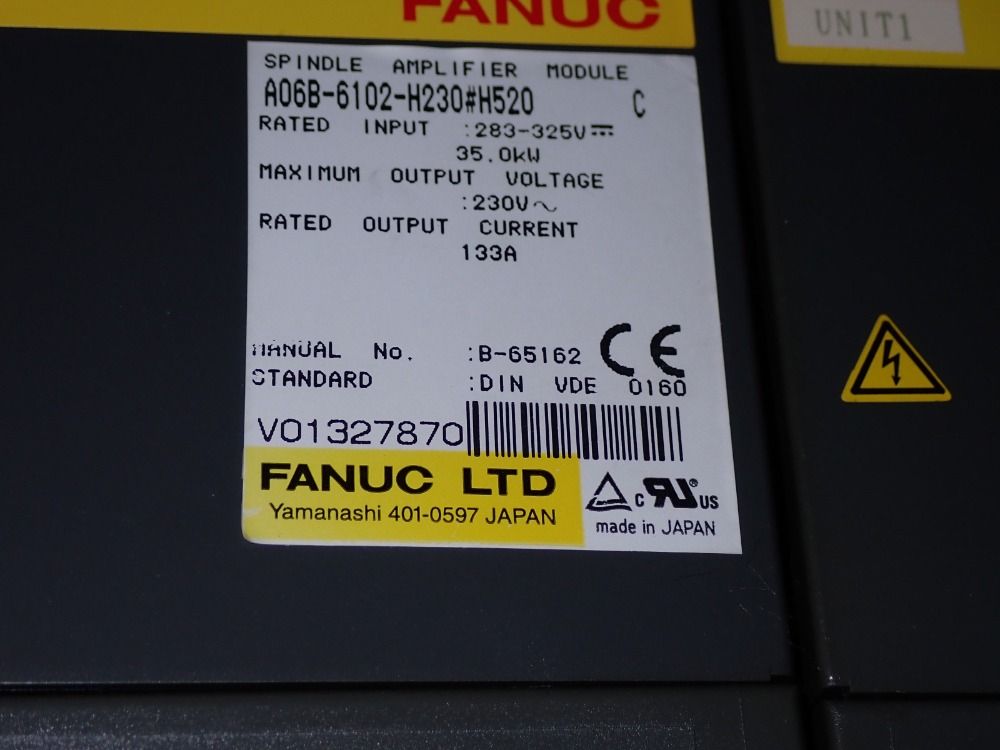 FANUC
UNIT1
SPINDLE AMPLIFIER MODULE
A06B-6102-H230#H520 C
RATED INPUT :283-325V⎓
35.0kW
MAXIMUM OUTPUT VOLTAGE
:230V～
RATED OUTPUT CURRENT
133A
MANUAL No. :B-65162 CE
STANDARD :DIN VDE 0160
V01327870
FANUC LTD
Yamanashi 401-0597 JAPAN
c RU® US
made in JAPAN